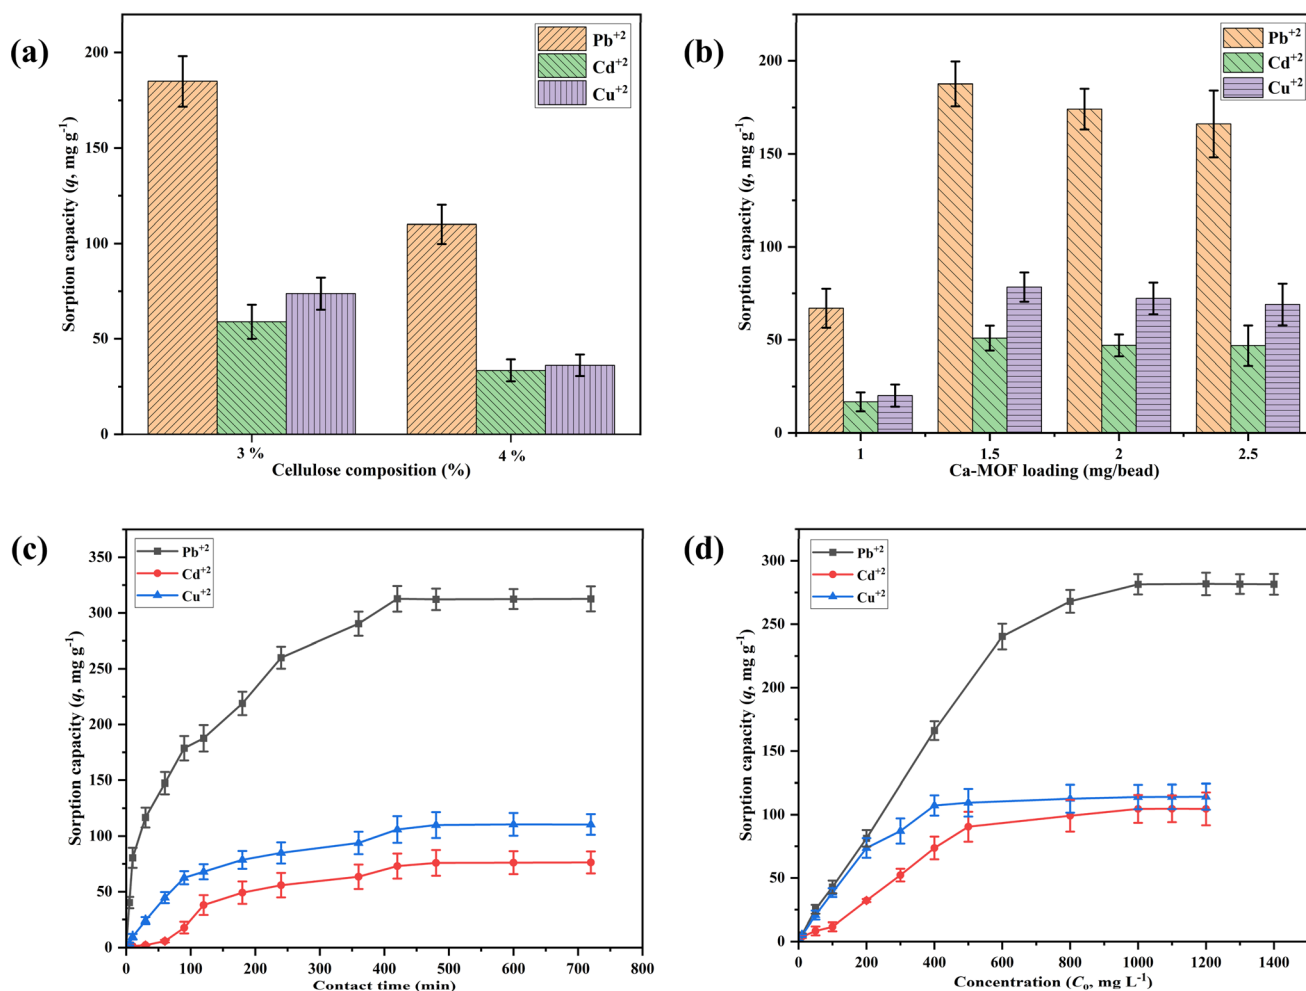 (a)
Sorption capacity (q, mg g⁻¹)
200
150
100
50
0
Pb⁺²
Cd⁺²
Cu⁺²
3 %
4 %
Cellulose composition (%)
(b)
Sorption capacity (q, mg g⁻¹)
200
150
100
50
0
Pb⁺²
Cd⁺²
Cu⁺²
1
1.5
2
2.5
Ca-MOF loading (mg/bead)
(c)
Sorption capacity (q, mg g⁻¹)
350
300
250
200
150
100
50
0
Pb⁺²
Cd⁺²
Cu⁺²
0 100 200 300 400 500 600 700 800
Contact time (min)
(d)
Sorption capacity (q, mg g⁻¹)
300
250
200
150
100
50
0
Pb⁺²
Cd⁺²
Cu⁺²
0 200 400 600 800 1000 1200 1400
Concentration (C₀, mg L⁻¹)